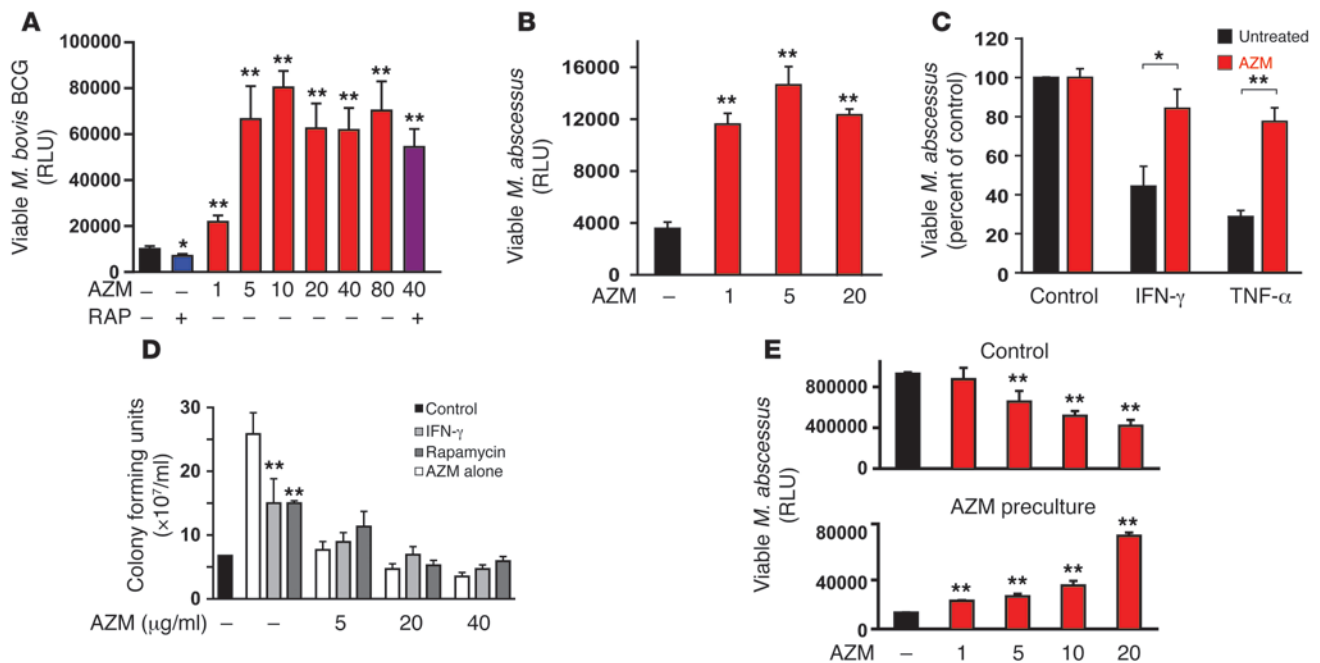 A
Viable M. bovis BCG
(RLU)
100000
80000
60000
40000
20000
0
** ** ** ** ** ** ** *
AZM – – 1 5 10 20 40 80 40
RAP – + – – – – – – +
B
Viable M. abscessus
(RLU)
16000
12000
8000
4000
0
** ** **
AZM – 1 5 20
C
Untreated
AZM
Viable M. abscessus
(percent of control)
120
100
80
60
40
20
0
* **
Control IFN-γ TNF-α
D
Colony forming units
(×10⁷/ml)
30
20
10
0
Control
IFN-γ
Rapamycin
AZM alone
** **
AZM (μg/ml) – – 5 20 40
E
Viable M. abscessus
(RLU)
Control
800000
400000
0
** ** **
AZM preculture
80000
40000
0
** ** ** **
AZM – 1 5 10 20